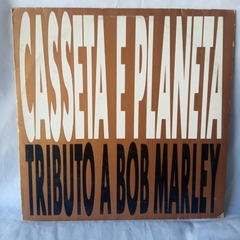 CASSETA E PLANETA
TRIBUTO A BOB MARLEY